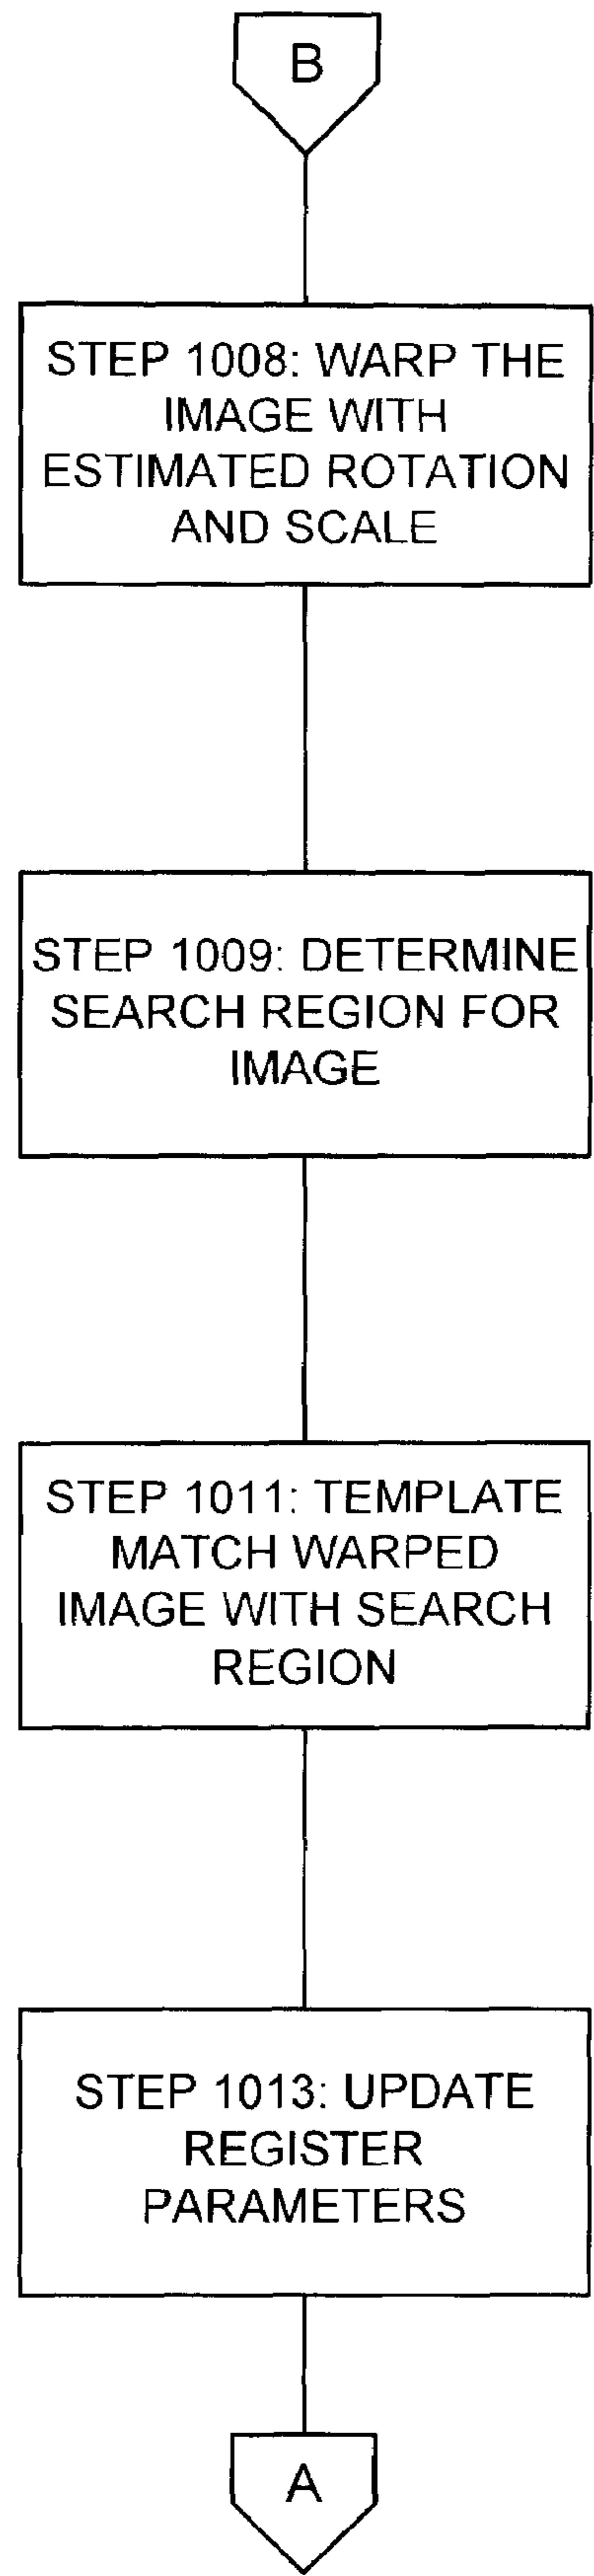 B
STEP 1008: WARP THE
IMAGE WITH
ESTIMATED ROTATION
AND SCALE
STEP 1009: DETERMINE
SEARCH REGION FOR
IMAGE
STEP 1011: TEMPLATE
MATCH WARPED
IMAGE WITH SEARCH
REGION
STEP 1013: UPDATE
REGISTER
PARAMETERS
A